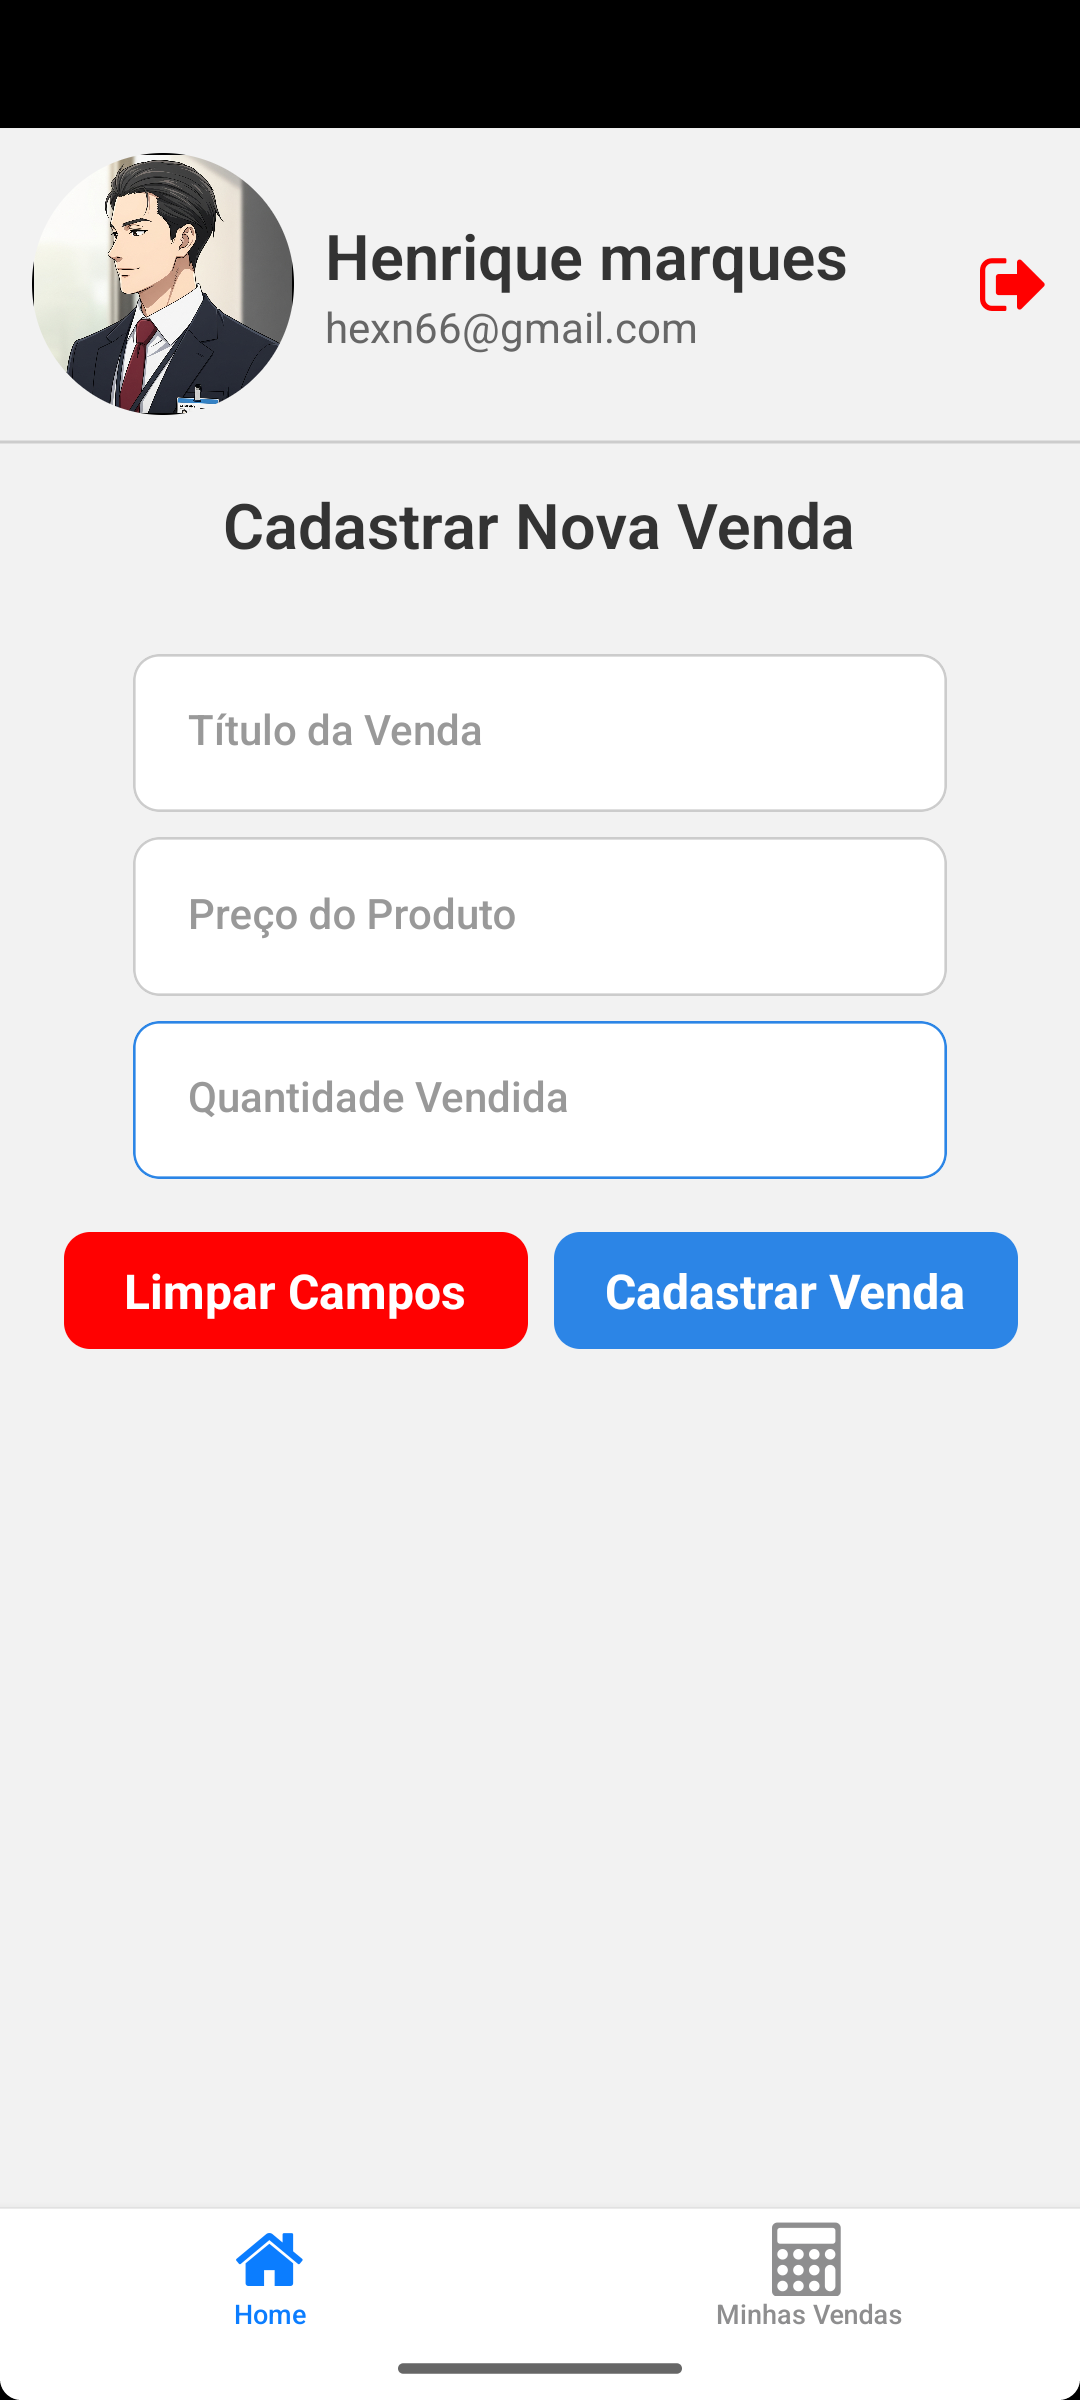 Henrique marques
hexn66@gmail.com
Cadastrar Nova Venda
Título da Venda
Preço do Produto
Quantidade Vendida
Limpar Campos
Cadastrar Venda
Home
Minhas Vendas